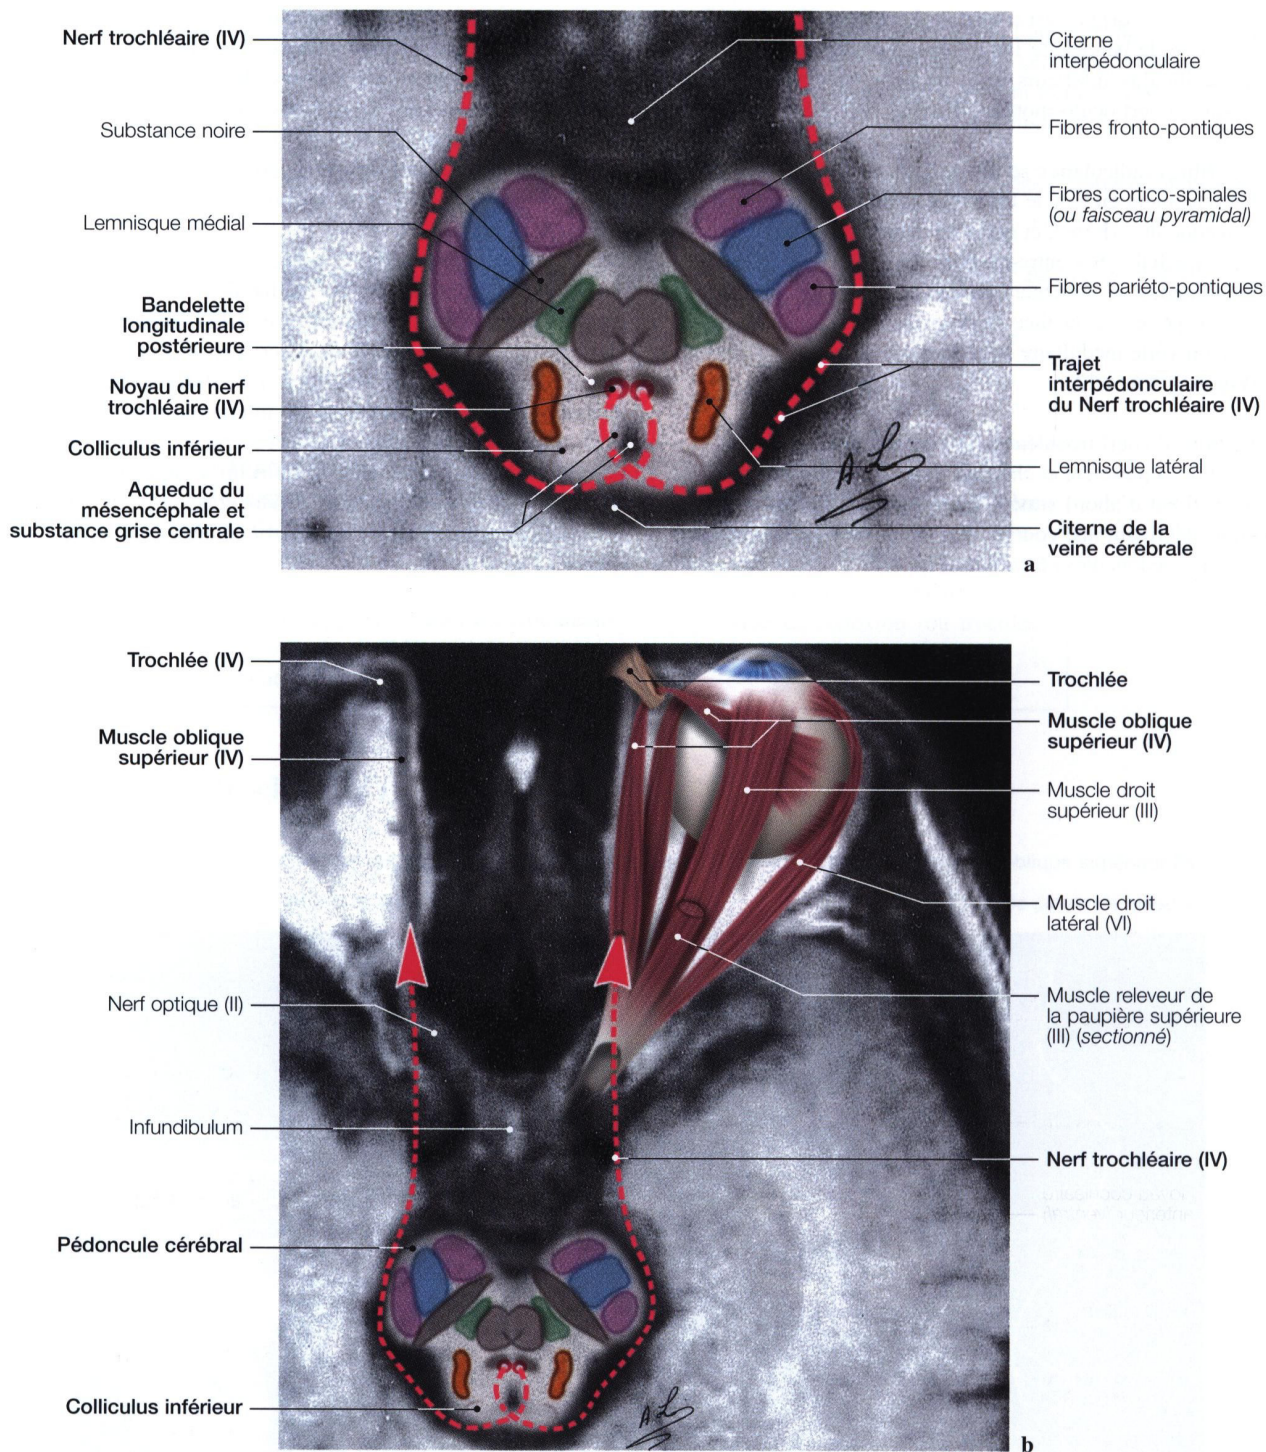 Nerf trochléaire (IV)
Substance noire
Lemnisque médial
Bandelette
longitudinale
postérieure
Noyau du nerf
trochléaire (IV)
Colliculus inférieur
Aqueduc du
mésencéphale et
substance grise centrale
Citerne
interpédonculaire
Fibres fronto-pontiques
Fibres cortico-spinales
(ou faisceau pyramidal)
Fibres pariéto-pontiques
Trajet
interpédonculaire
du Nerf trochléaire (IV)
Lemnisque latéral
Citerne de la
veine cérébrale
a
Trochlée (IV)
Muscle oblique
supérieur (IV)
Nerf optique (II)
Infundibulum
Pédoncule cérébral
Colliculus inférieur
Trochlée
Muscle oblique
supérieur (IV)
Muscle droit
supérieur (III)
Muscle droit
latéral (VI)
Muscle releveur de
la paupière supérieure
(III) (sectionné)
Nerf trochléaire (IV)
b